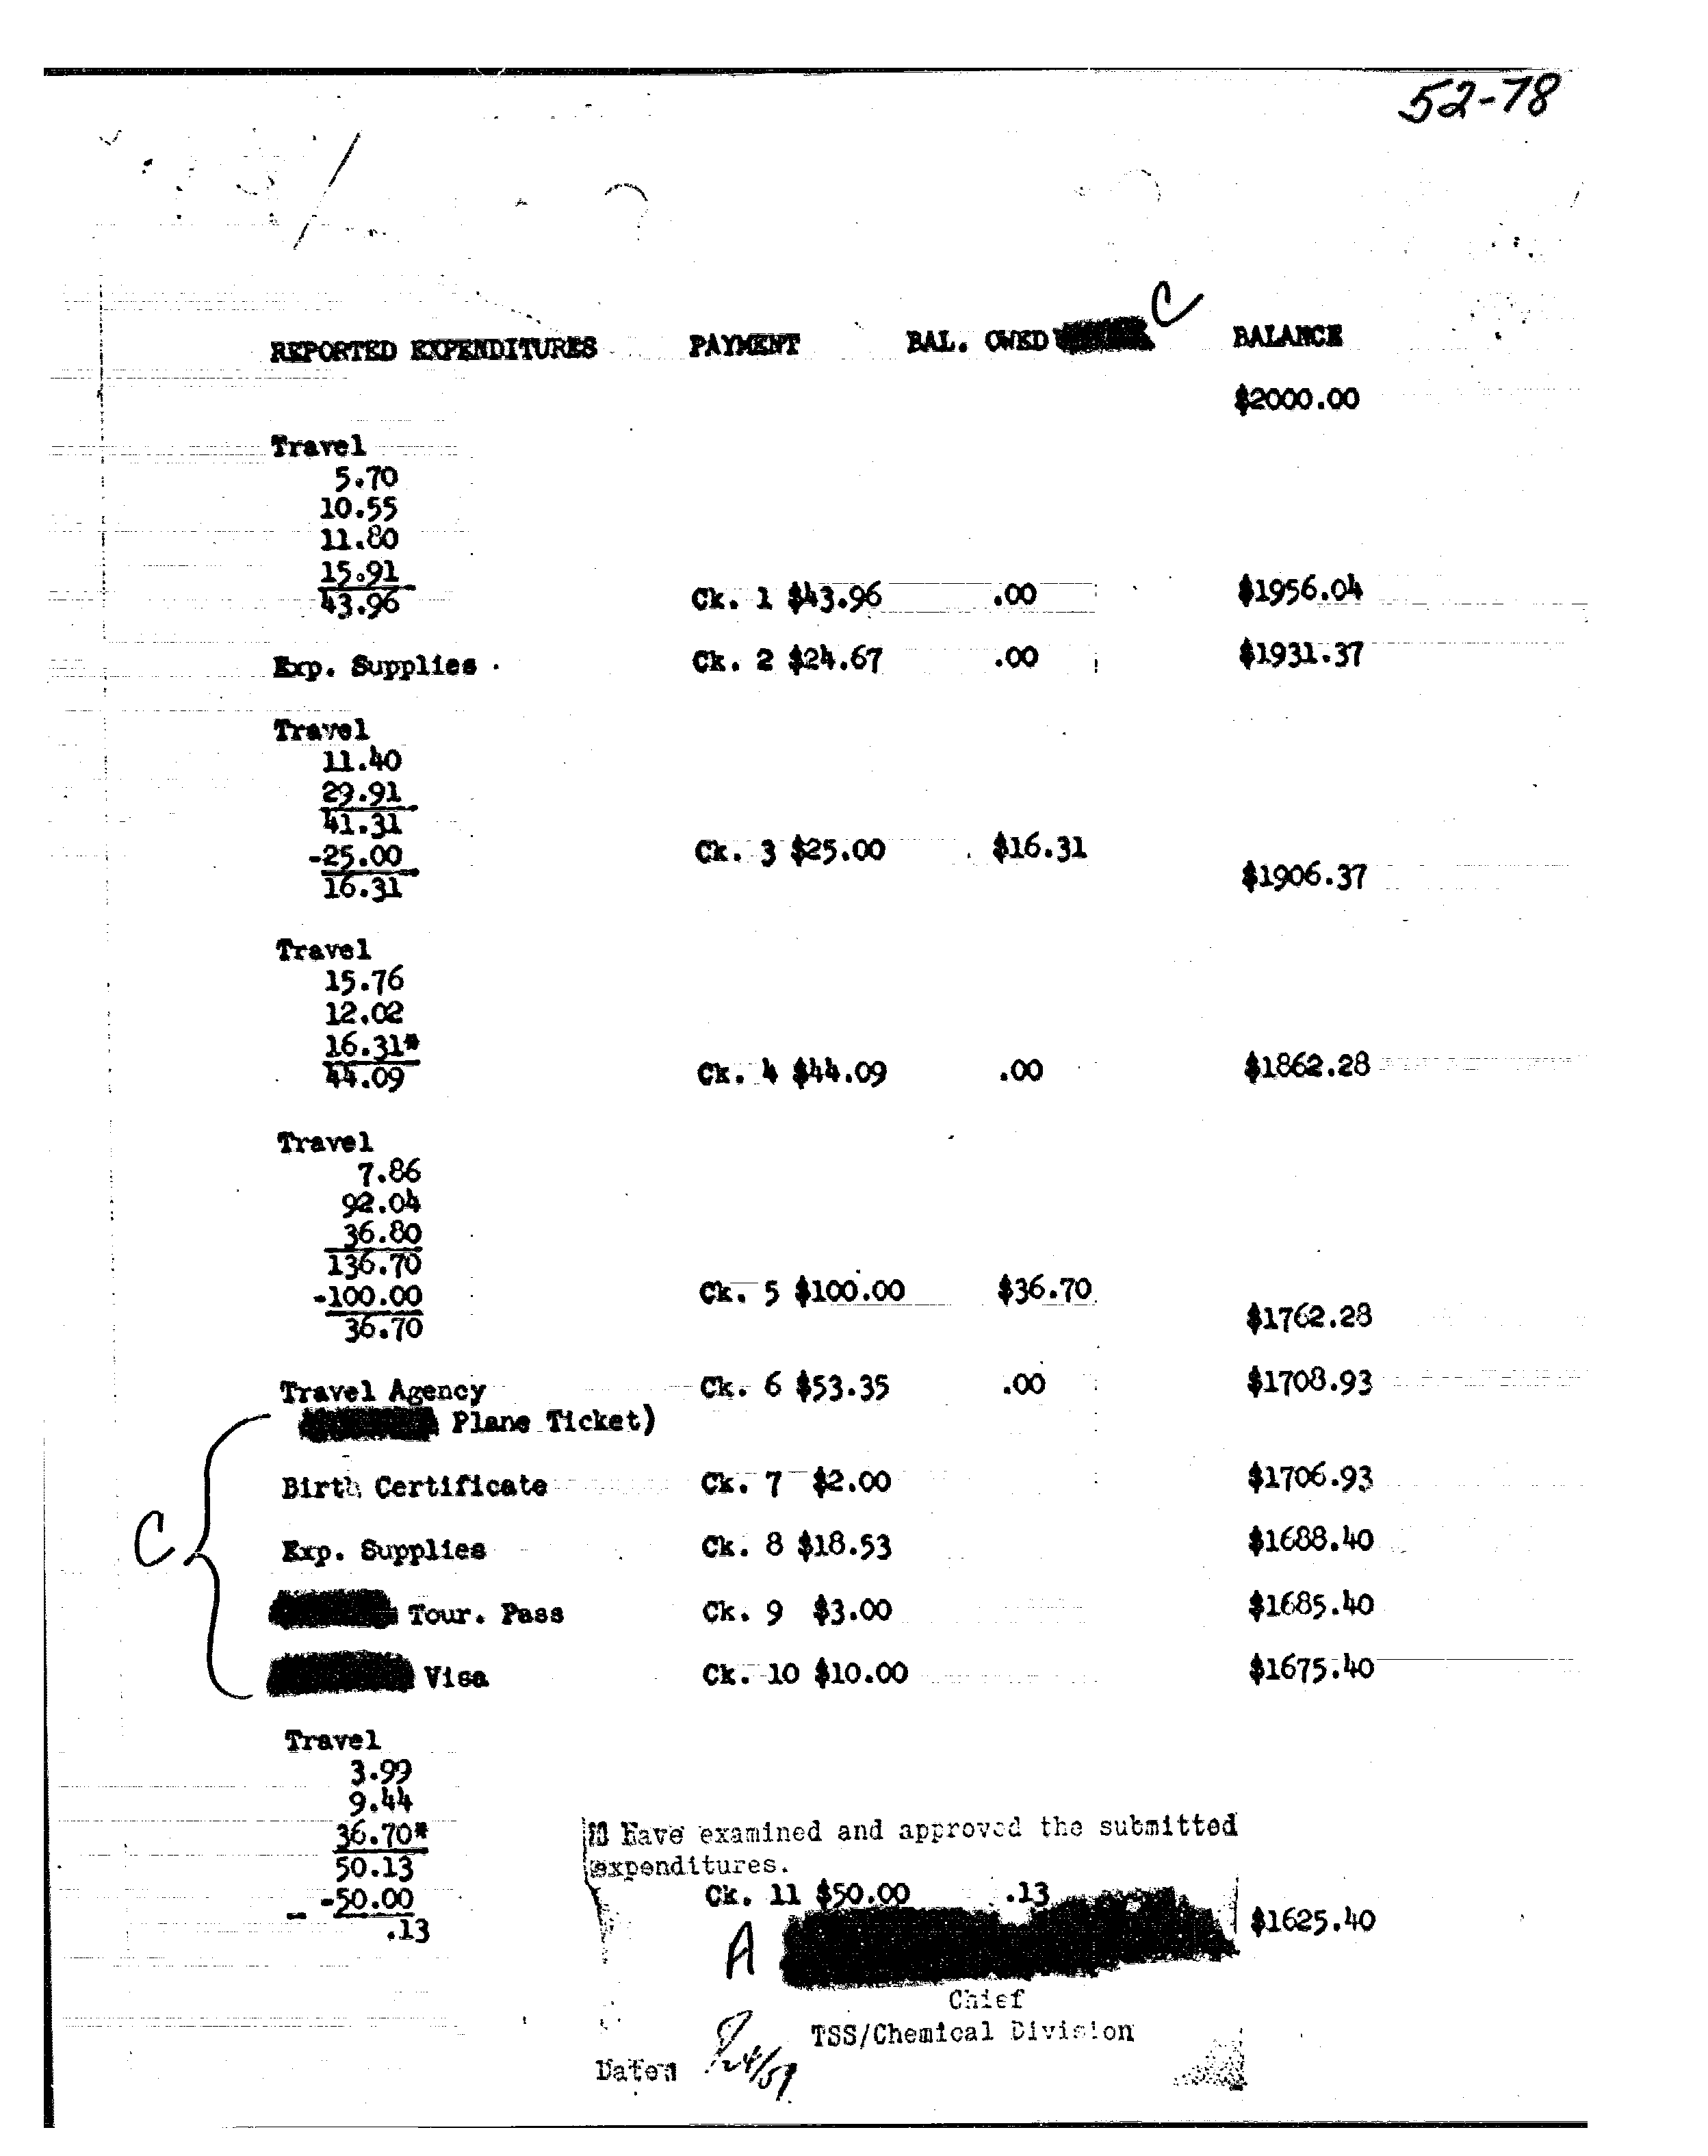 52-78
C
REPORTED EXPENDITURES PAYMENT BAL. OWED BALANCE
$2000.00
Travel
5.70
10.55
11.80
15.91
43.96 Ck. 1 $43.96 .00 $1956.04
Exp. Supplies Ck. 2 $24.67 .00 $1931.37
Travel
11.40
29.91
41.31
-25.00 Ck. 3 $25.00 $16.31
16.31 $1906.37
Travel
15.76
12.02
16.31*
44.09 Ck. 4 $44.09 .00 $1862.28
Travel
7.86
92.04
36.80
136.70
-100.00 Ck. 5 $100.00 $36.70
36.70 $1762.28
Travel Agency Ck. 6 $53.35 .00 $1708.93
Plane Ticket)
Birth Certificate Ck. 7 $2.00 $1706.93
C
Exp. Supplies Ck. 8 $18.53 $1688.40
Tour. Pass Ck. 9 $3.00 $1685.40
Visa Ck. 10 $10.00 $1675.40
Travel
3.99
9.44
36.70*
50.13
-50.00
.13
Have examined and approved the submitted
expenditures.
Ck. 11 $50.00 .13 $1625.40
A
Chief
TSS/Chemical Division
Date: /24/59